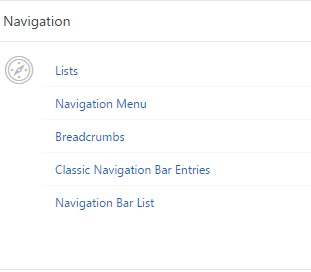 Navigation
Lists
Navigation Menu
Breadcrumbs
Classic Navigation Bar Entries
Navigation Bar List